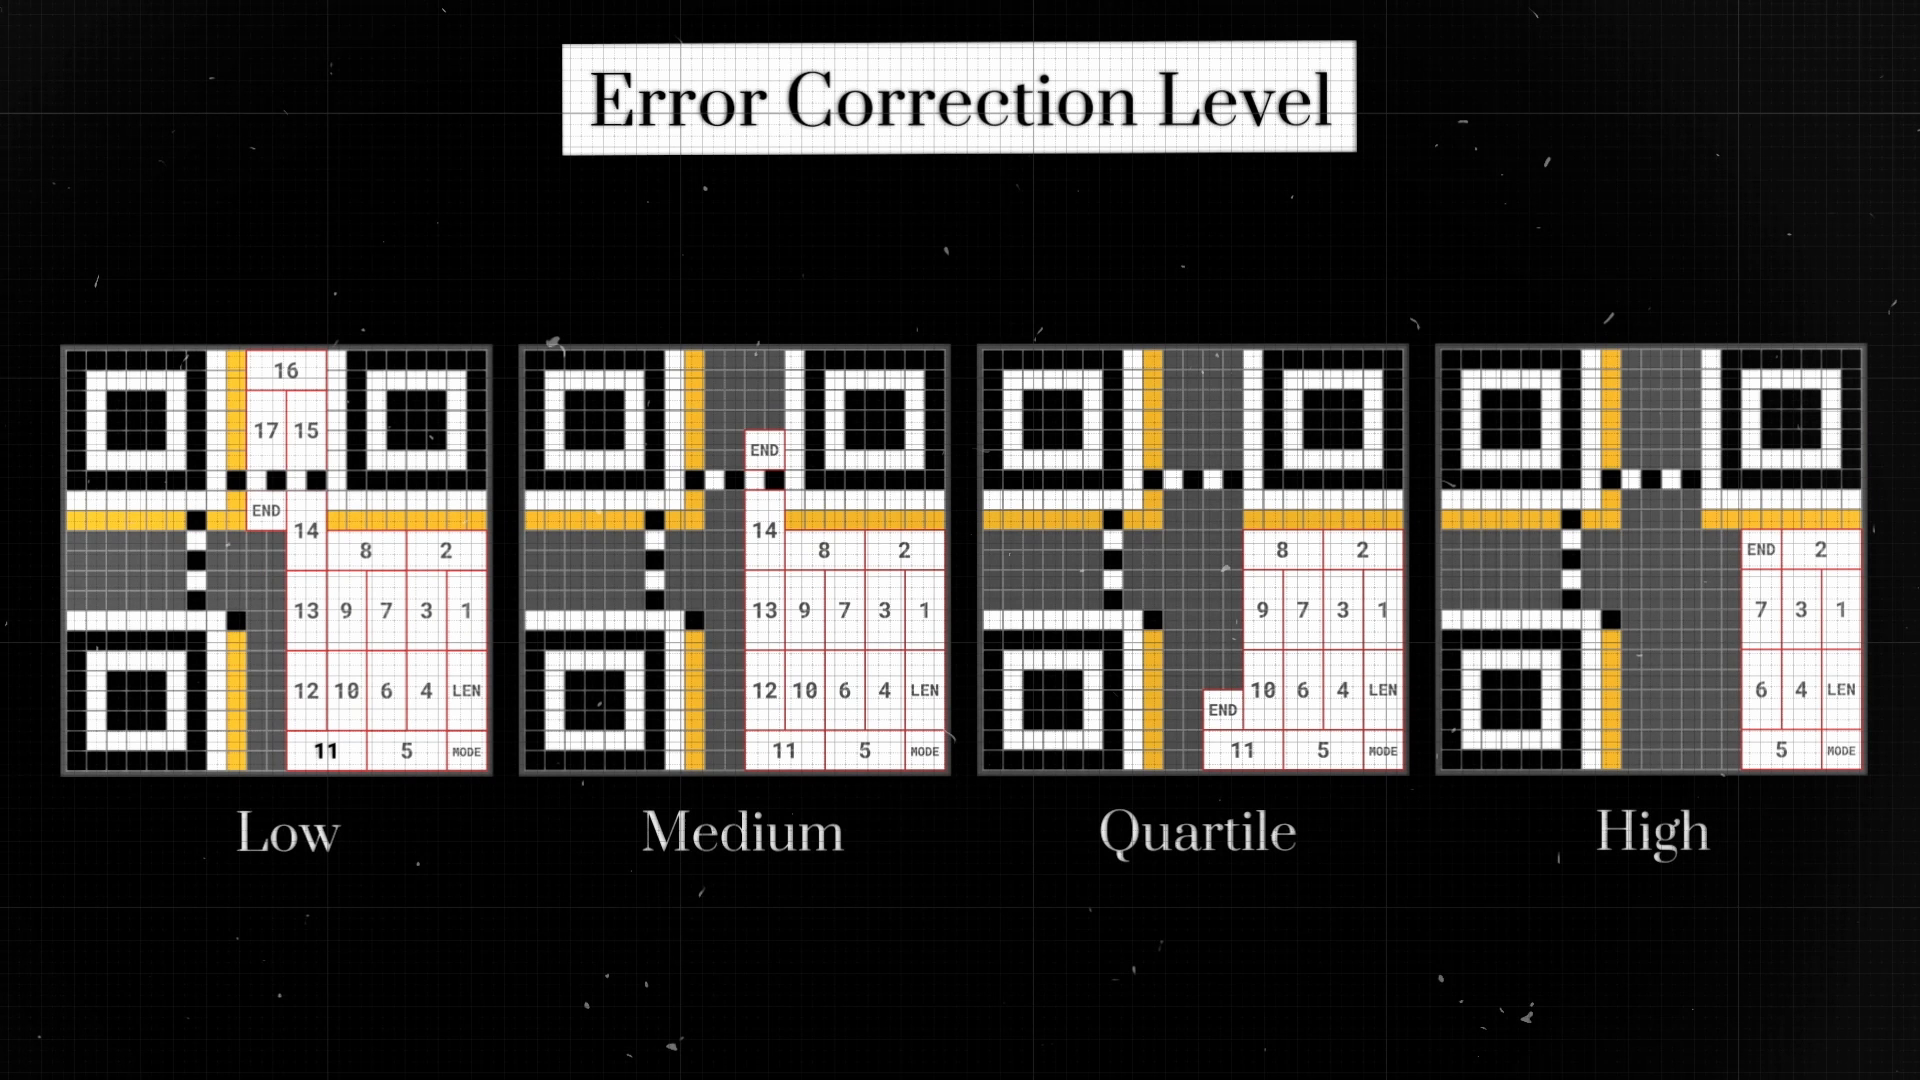 Error Correction Level
16
17 15
END
14
8 2
13 9 7 3 1
12 10 6 4 LEN
11 5 MODE
Low
END
14
8 2
13 9 7 3 1
12 10 6 4 LEN
11 5 MODE
Medium
8 2
9 7 3 1
10 6 4 LEN
END
11 5 MODE
Quartile
END 2
7 3 1
6 4 LEN
5 MODE
High